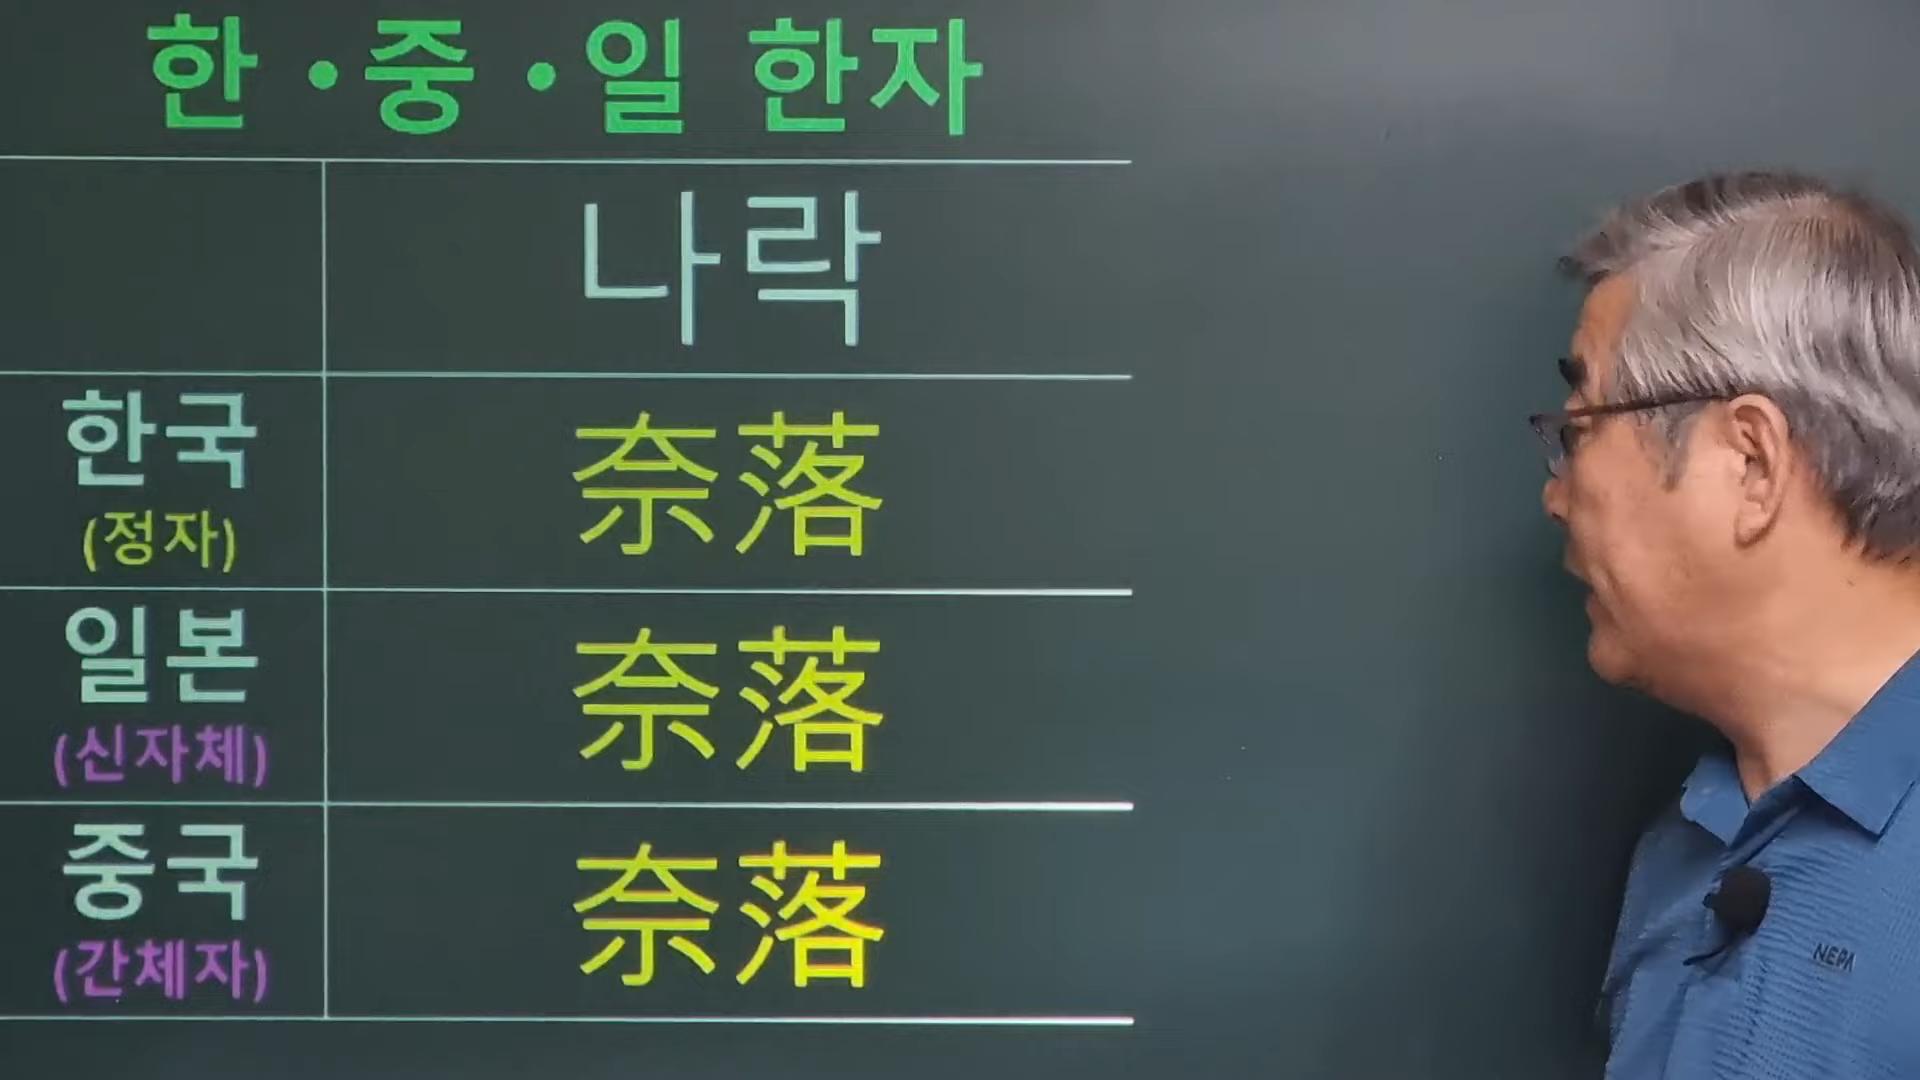 한·중·일 한자
나락
한국
(정자)
奈落
일본
(신자체)
奈落
중국
(간체자)
奈落
NEPA